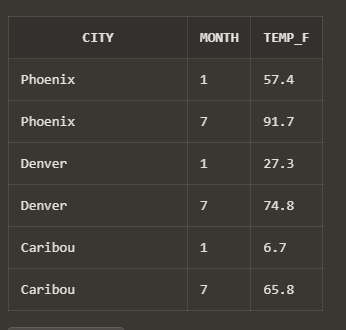 CITY MONTH TEMP_F
Phoenix 1 57.4
Phoenix 7 91.7
Denver 1 27.3
Denver 7 74.8
Caribou 1 6.7
Caribou 7 65.8